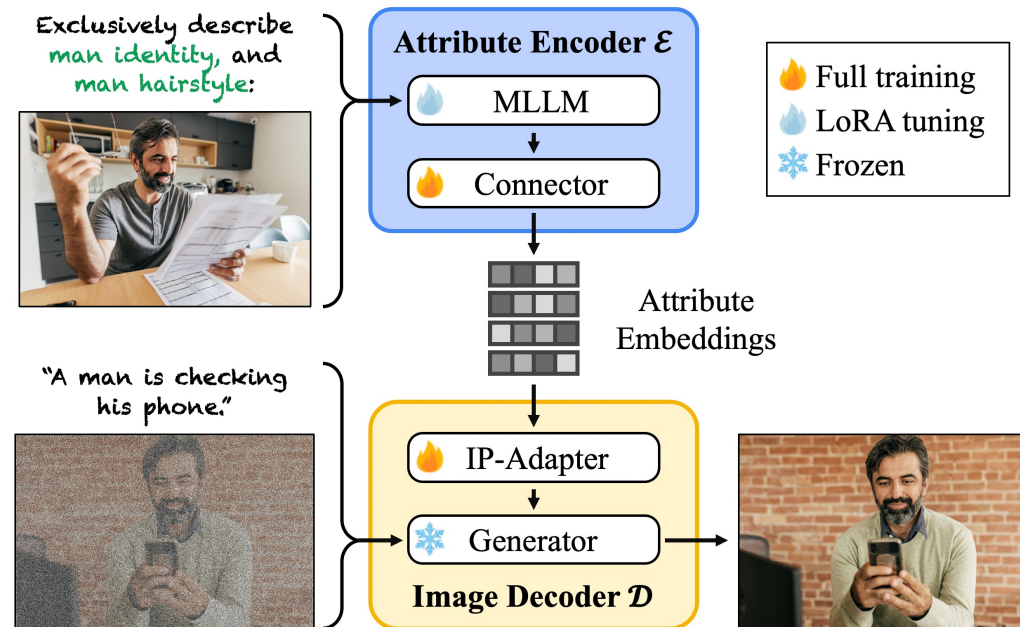 Exclusively describe
man identity, and
man hairstyle:
Attribute Encoder ℰ
MLLM
Connector
Full training
LoRA tuning
Frozen
Attribute
Embeddings
“A man is checking
his phone.”
IP-Adapter
Generator
Image Decoder 𝒟